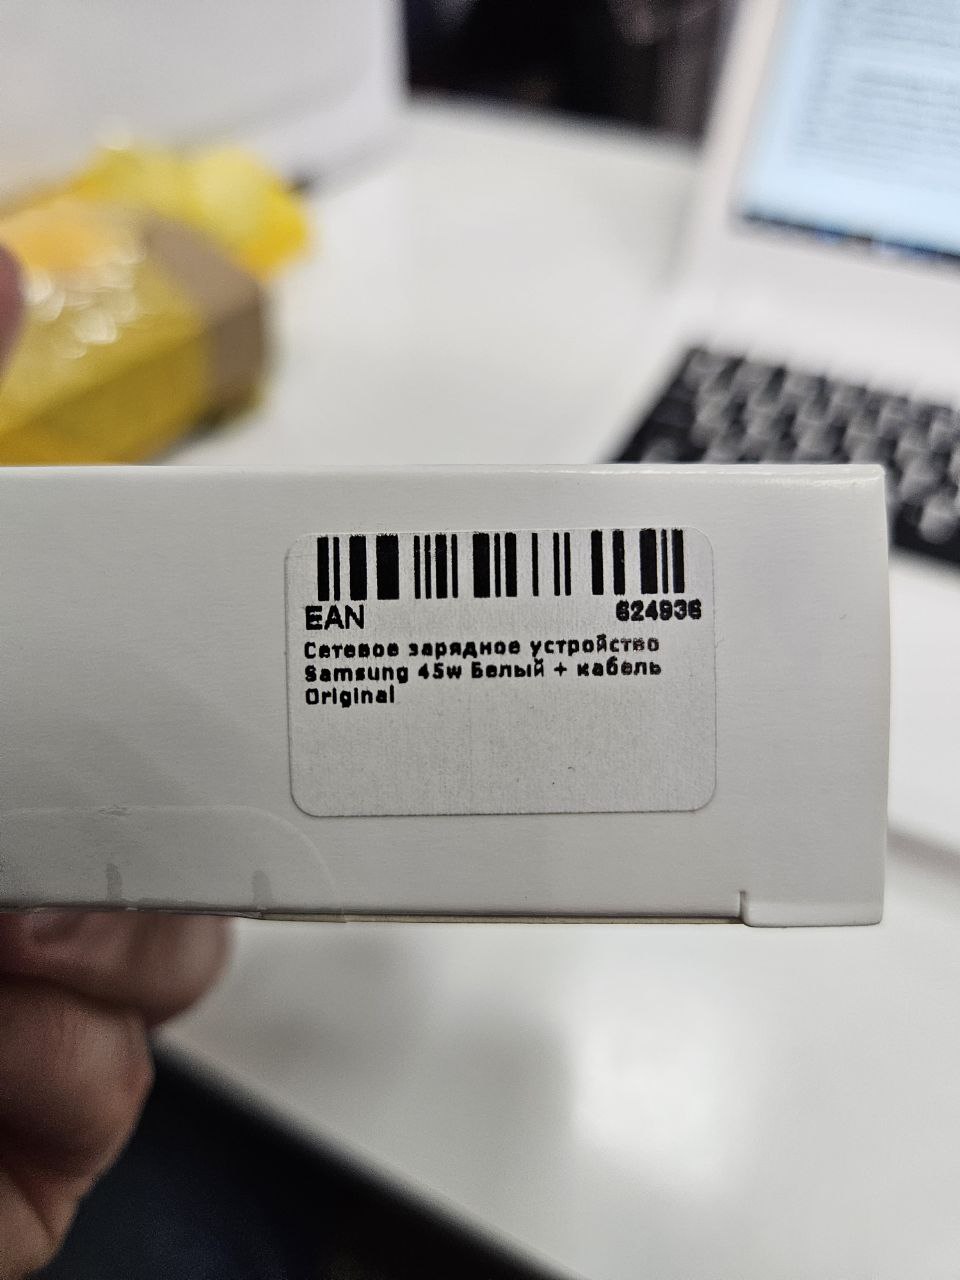 EAN 624936
Сетевое зарядное устройство
Samsung 45w Белый + кабель
Original